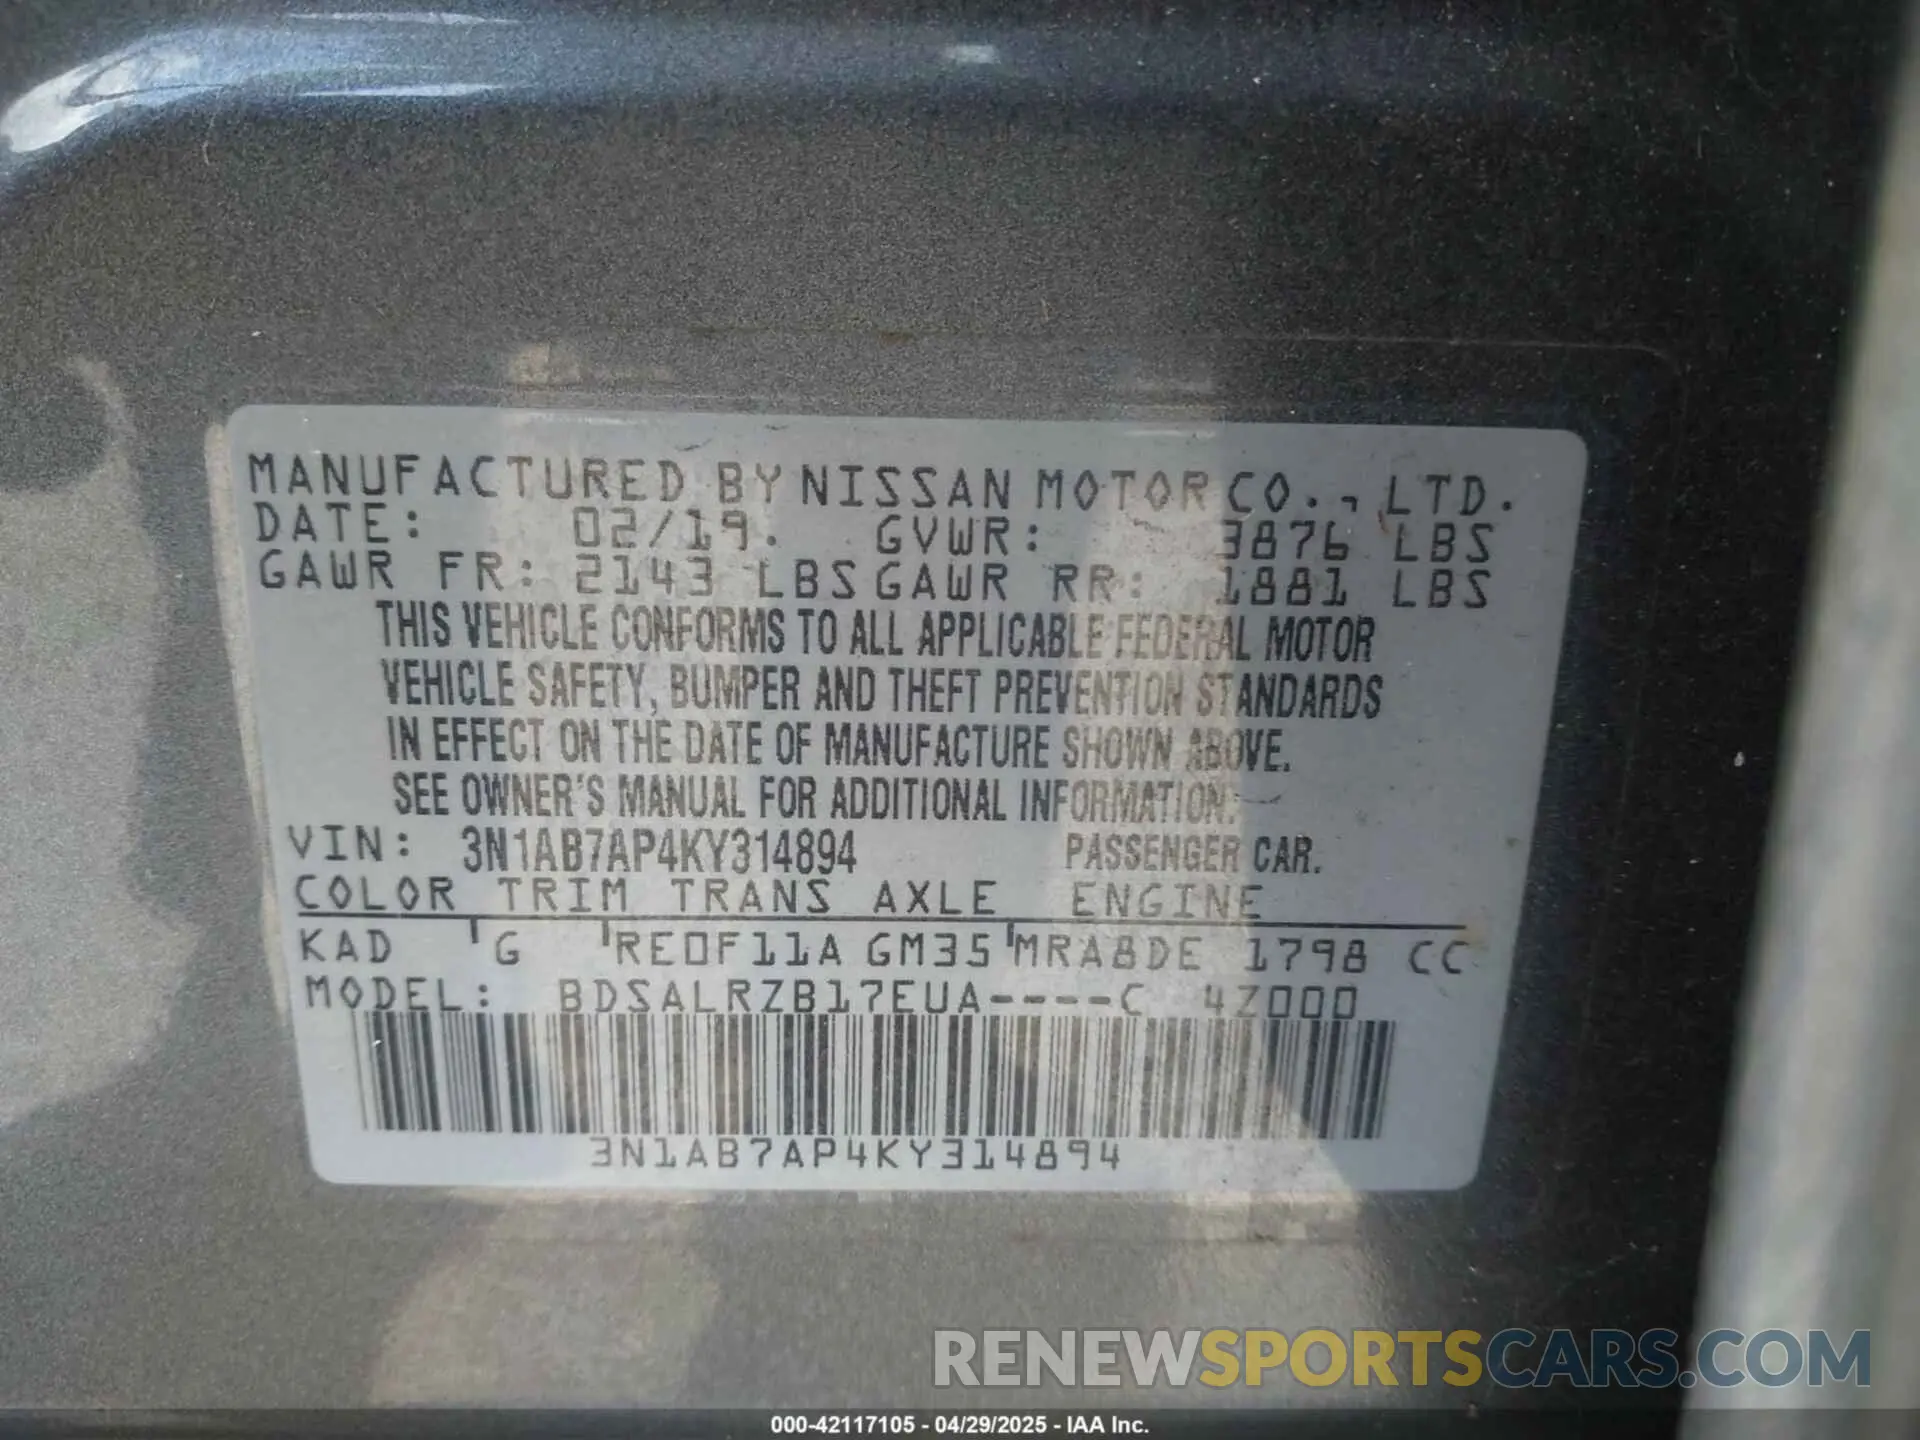 MANUFACTURED BY NISSAN MOTOR CO., LTD.
DATE: 02/19. GVWR: 3876 LBS
GAWR FR: 2143 LBS GAWR RR: 1881 LBS
THIS VEHICLE CONFORMS TO ALL APPLICABLE FEDERAL MOTOR
VEHICLE SAFETY, BUMPER AND THEFT PREVENTION STANDARDS
IN EFFECT ON THE DATE OF MANUFACTURE SHOWN ABOVE.
SEE OWNER'S MANUAL FOR ADDITIONAL INFORMATION.
VIN: 3N1AB7AP4KY314894 PASSENGER CAR.
COLOR TRIM TRANS AXLE ENGINE
KAD G RE0F11A GM35 MRA8DE 1798 CC
MODEL: BDSALRZB17EUA----C 4Z000
3N1AB7AP4KY314894
RENEWSPORTSCARS.COM
000-42117105 - 04/29/2025 - IAA Inc.